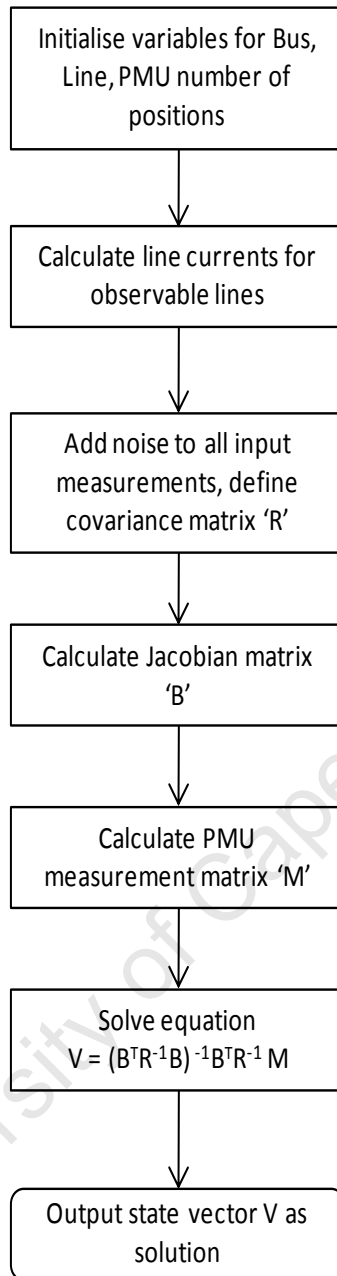 Initialise variables for Bus,
Line, PMU number of
positions
Calculate line currents for
observable lines
Add noise to all input
measurements, define
covariance matrix ‘R’
Calculate Jacobian matrix
‘B’
Calculate PMU
measurement matrix ‘M’
Solve equation
V = (BᵀR⁻¹B)⁻¹BᵀR⁻¹ M
Output state vector V as
solution
of Cape